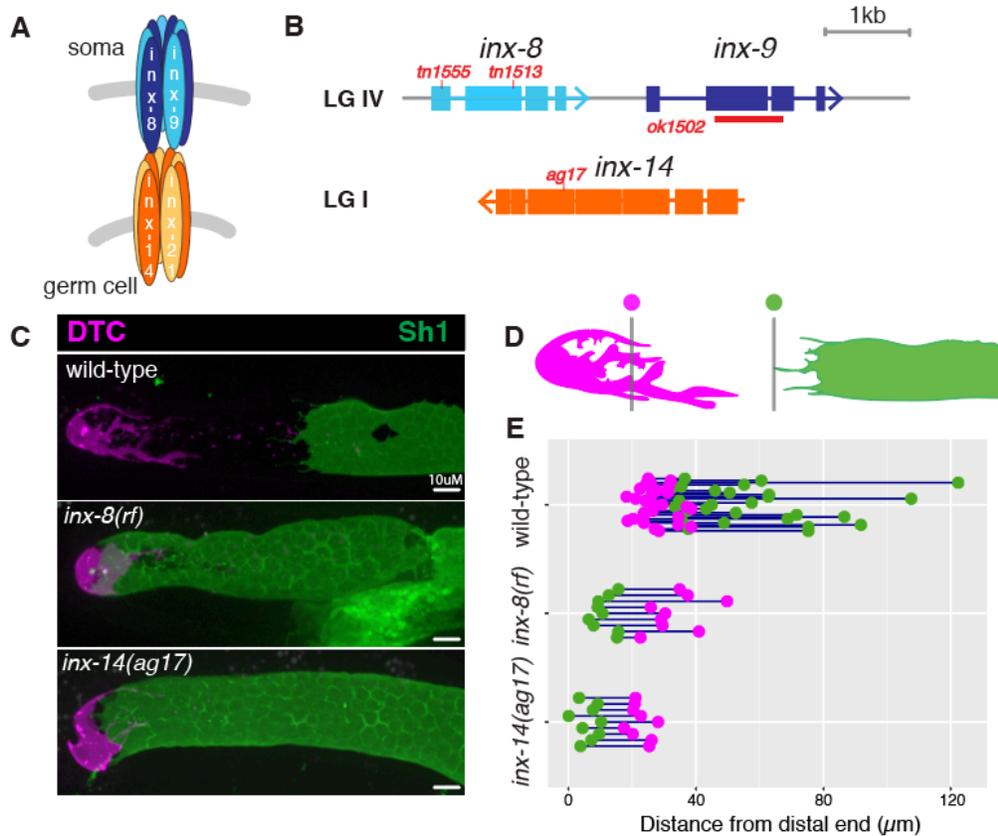 A
soma
inx-8
inx-9
inx-14
inx-21
germ cell
B
1kb
inx-8
inx-9
tn1555
tn1513
LG IV
ok1502
inx-14
ag17
LG I
C
DTC
Sh1
wild-type
10uM
inx-8(rf)
inx-14(ag17)
D
E
wild-type
inx-8(rf)
inx-14(ag17)
0
40
80
120
Distance from distal end (µm)